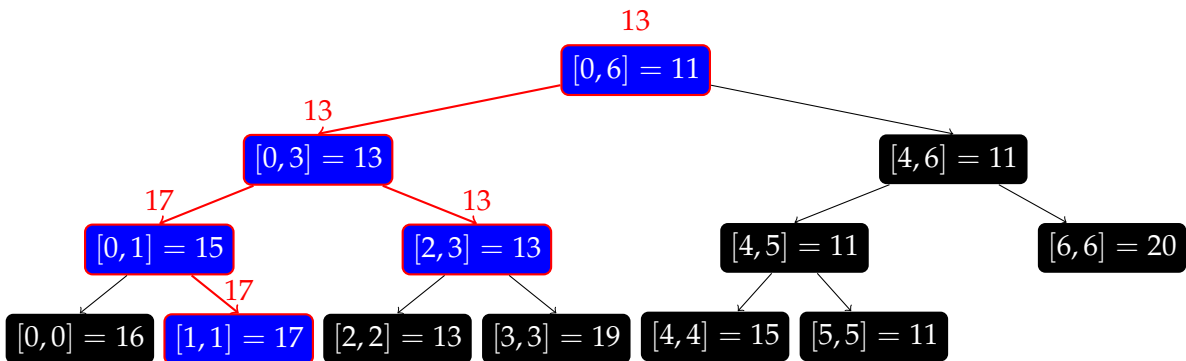 13
[0, 6] = 11
13
[0, 3] = 13
[4, 6] = 11
17
13
[0, 1] = 15
[2, 3] = 13
[4, 5] = 11
[6, 6] = 20
17
[0, 0] = 16
[1, 1] = 17
[2, 2] = 13
[3, 3] = 19
[4, 4] = 15
[5, 5] = 11